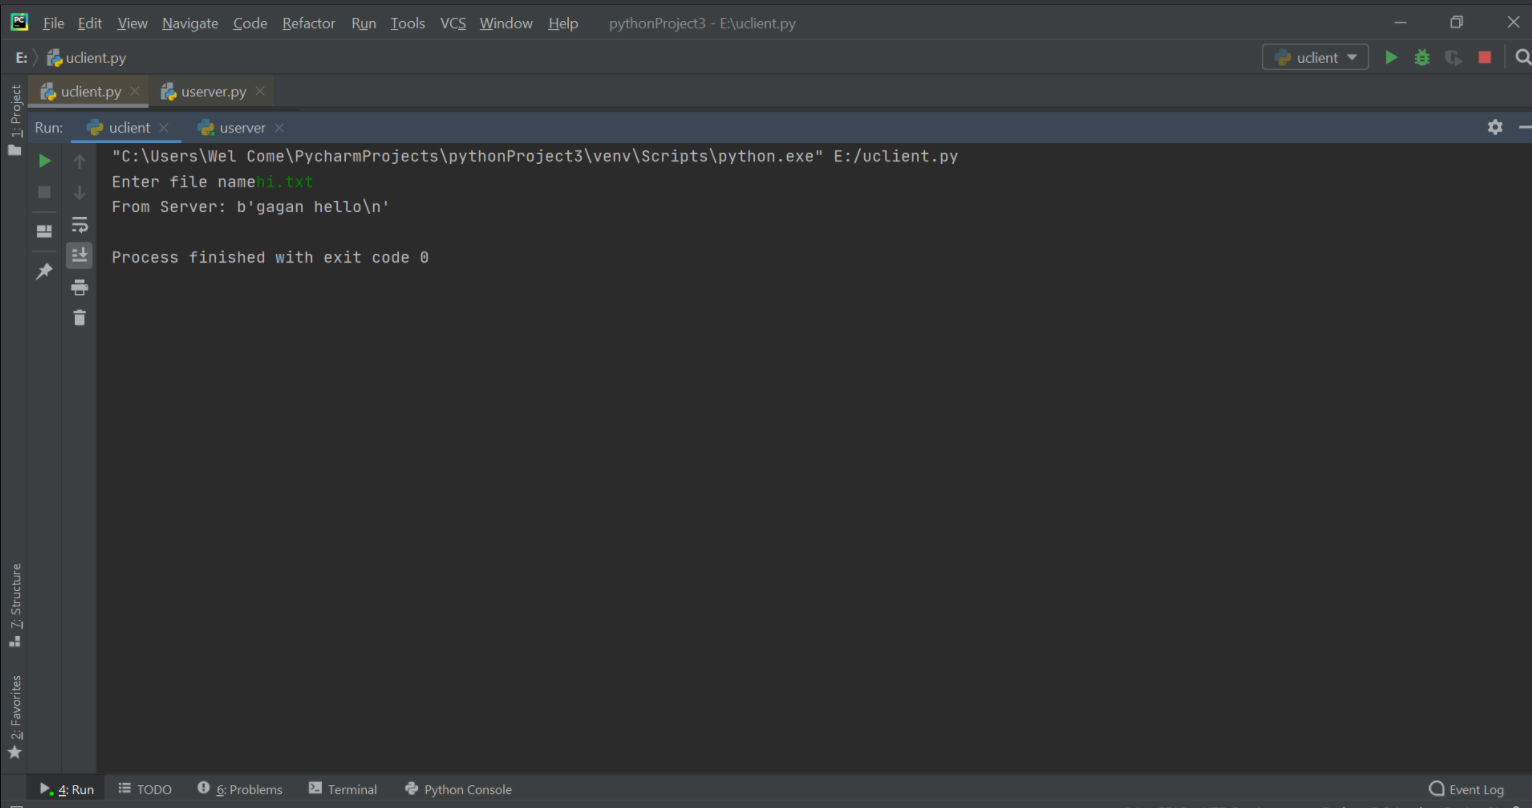 PC File Edit View Navigate Code Refactor Run Tools VCS Window Help pythonProject3 - E:\uclient.py
E: uclient.py uclient
uclient.py userver.py
1: Project
Run: uclient userver
"C:\Users\Wel Come\PycharmProjects\pythonProject3\venv\Scripts\python.exe" E:/uclient.py
Enter file namehi.txt
From Server: b'gagan hello\n'
Process finished with exit code 0
7: Structure
2: Favorites
4: Run TODO 6: Problems Terminal Python Console Event Log